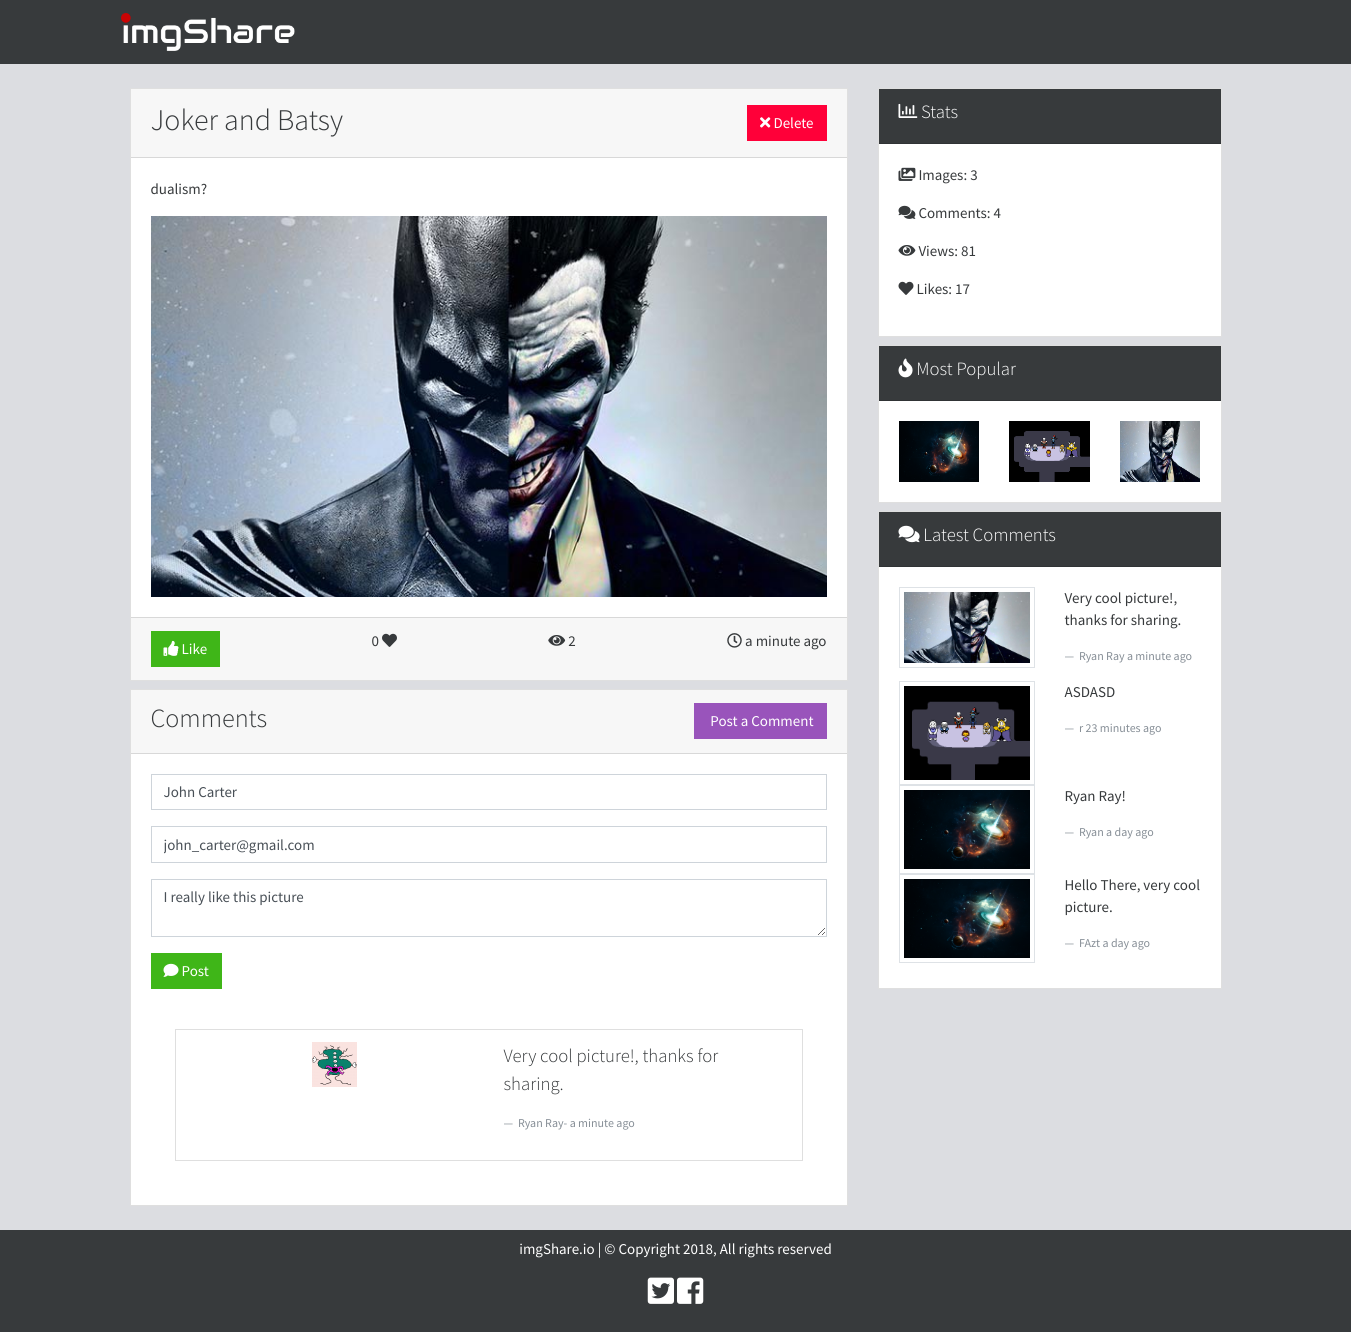 imgShare
Joker and Batsy
Delete
dualism?
Like
0
2
a minute ago
Comments
Post a Comment
John Carter
john_carter@gmail.com
I really like this picture
Post
Very cool picture!, thanks for
sharing.
— Ryan Ray- a minute ago
Stats
Images: 3
Comments: 4
Views: 81
Likes: 17
Most Popular
Latest Comments
Very cool picture!,
thanks for sharing.
— Ryan Ray a minute ago
ASDASD
— r 23 minutes ago
Ryan Ray!
— Ryan a day ago
Hello There, very cool
picture.
— FAzt a day ago
imgShare.io | © Copyright 2018, All rights reserved